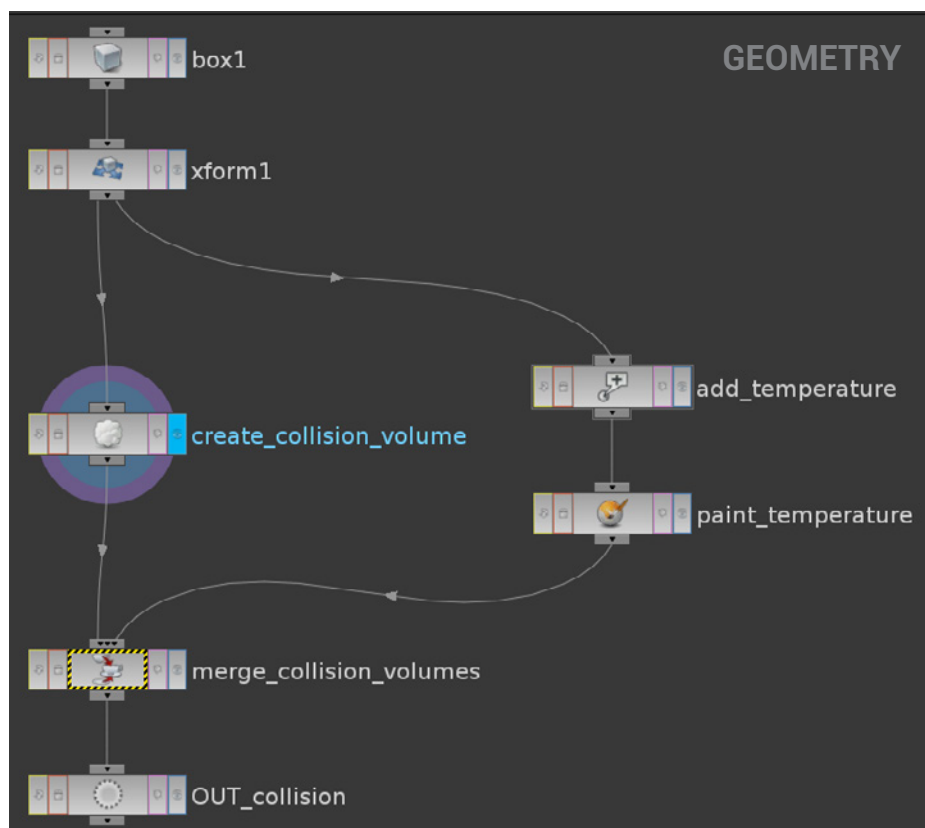 box1
GEOMETRY
xform1
add_temperature
create_collision_volume
paint_temperature
merge_collision_volumes
OUT_collision